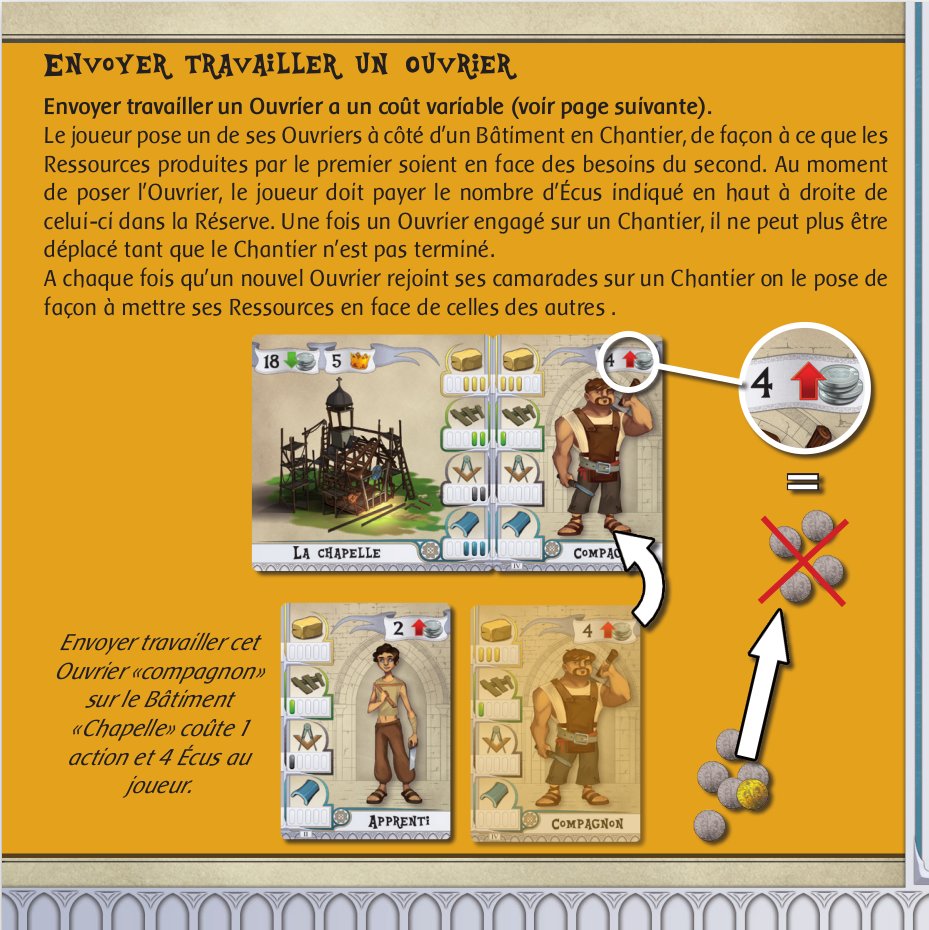 Envoyer travailler un ouvrier
Envoyer travailler un Ouvrier a un coût variable (voir page suivante).
Le joueur pose un de ses Ouvriers à côté d'un Bâtiment en Chantier, de façon à ce que les
Ressources produites par le premier soient en face des besoins du second. Au moment
de poser l'Ouvrier, le joueur doit payer le nombre d'Écus indiqué en haut à droite de
celui-ci dans la Réserve. Une fois un Ouvrier engagé sur un Chantier, il ne peut plus être
déplacé tant que le Chantier n'est pas terminé.
A chaque fois qu'un nouvel Ouvrier rejoint ses camarades sur un Chantier on le pose de
façon à mettre ses Ressources en face de celles des autres .
18 5
4
4
=
La chapelle
Compag
IV
Envoyer travailler cet
Ouvrier «compagnon»
sur le Bâtiment
«Chapelle» coûte 1
action et 4 Écus au
joueur.
2
Apprenti
II
4
Compagnon
IV